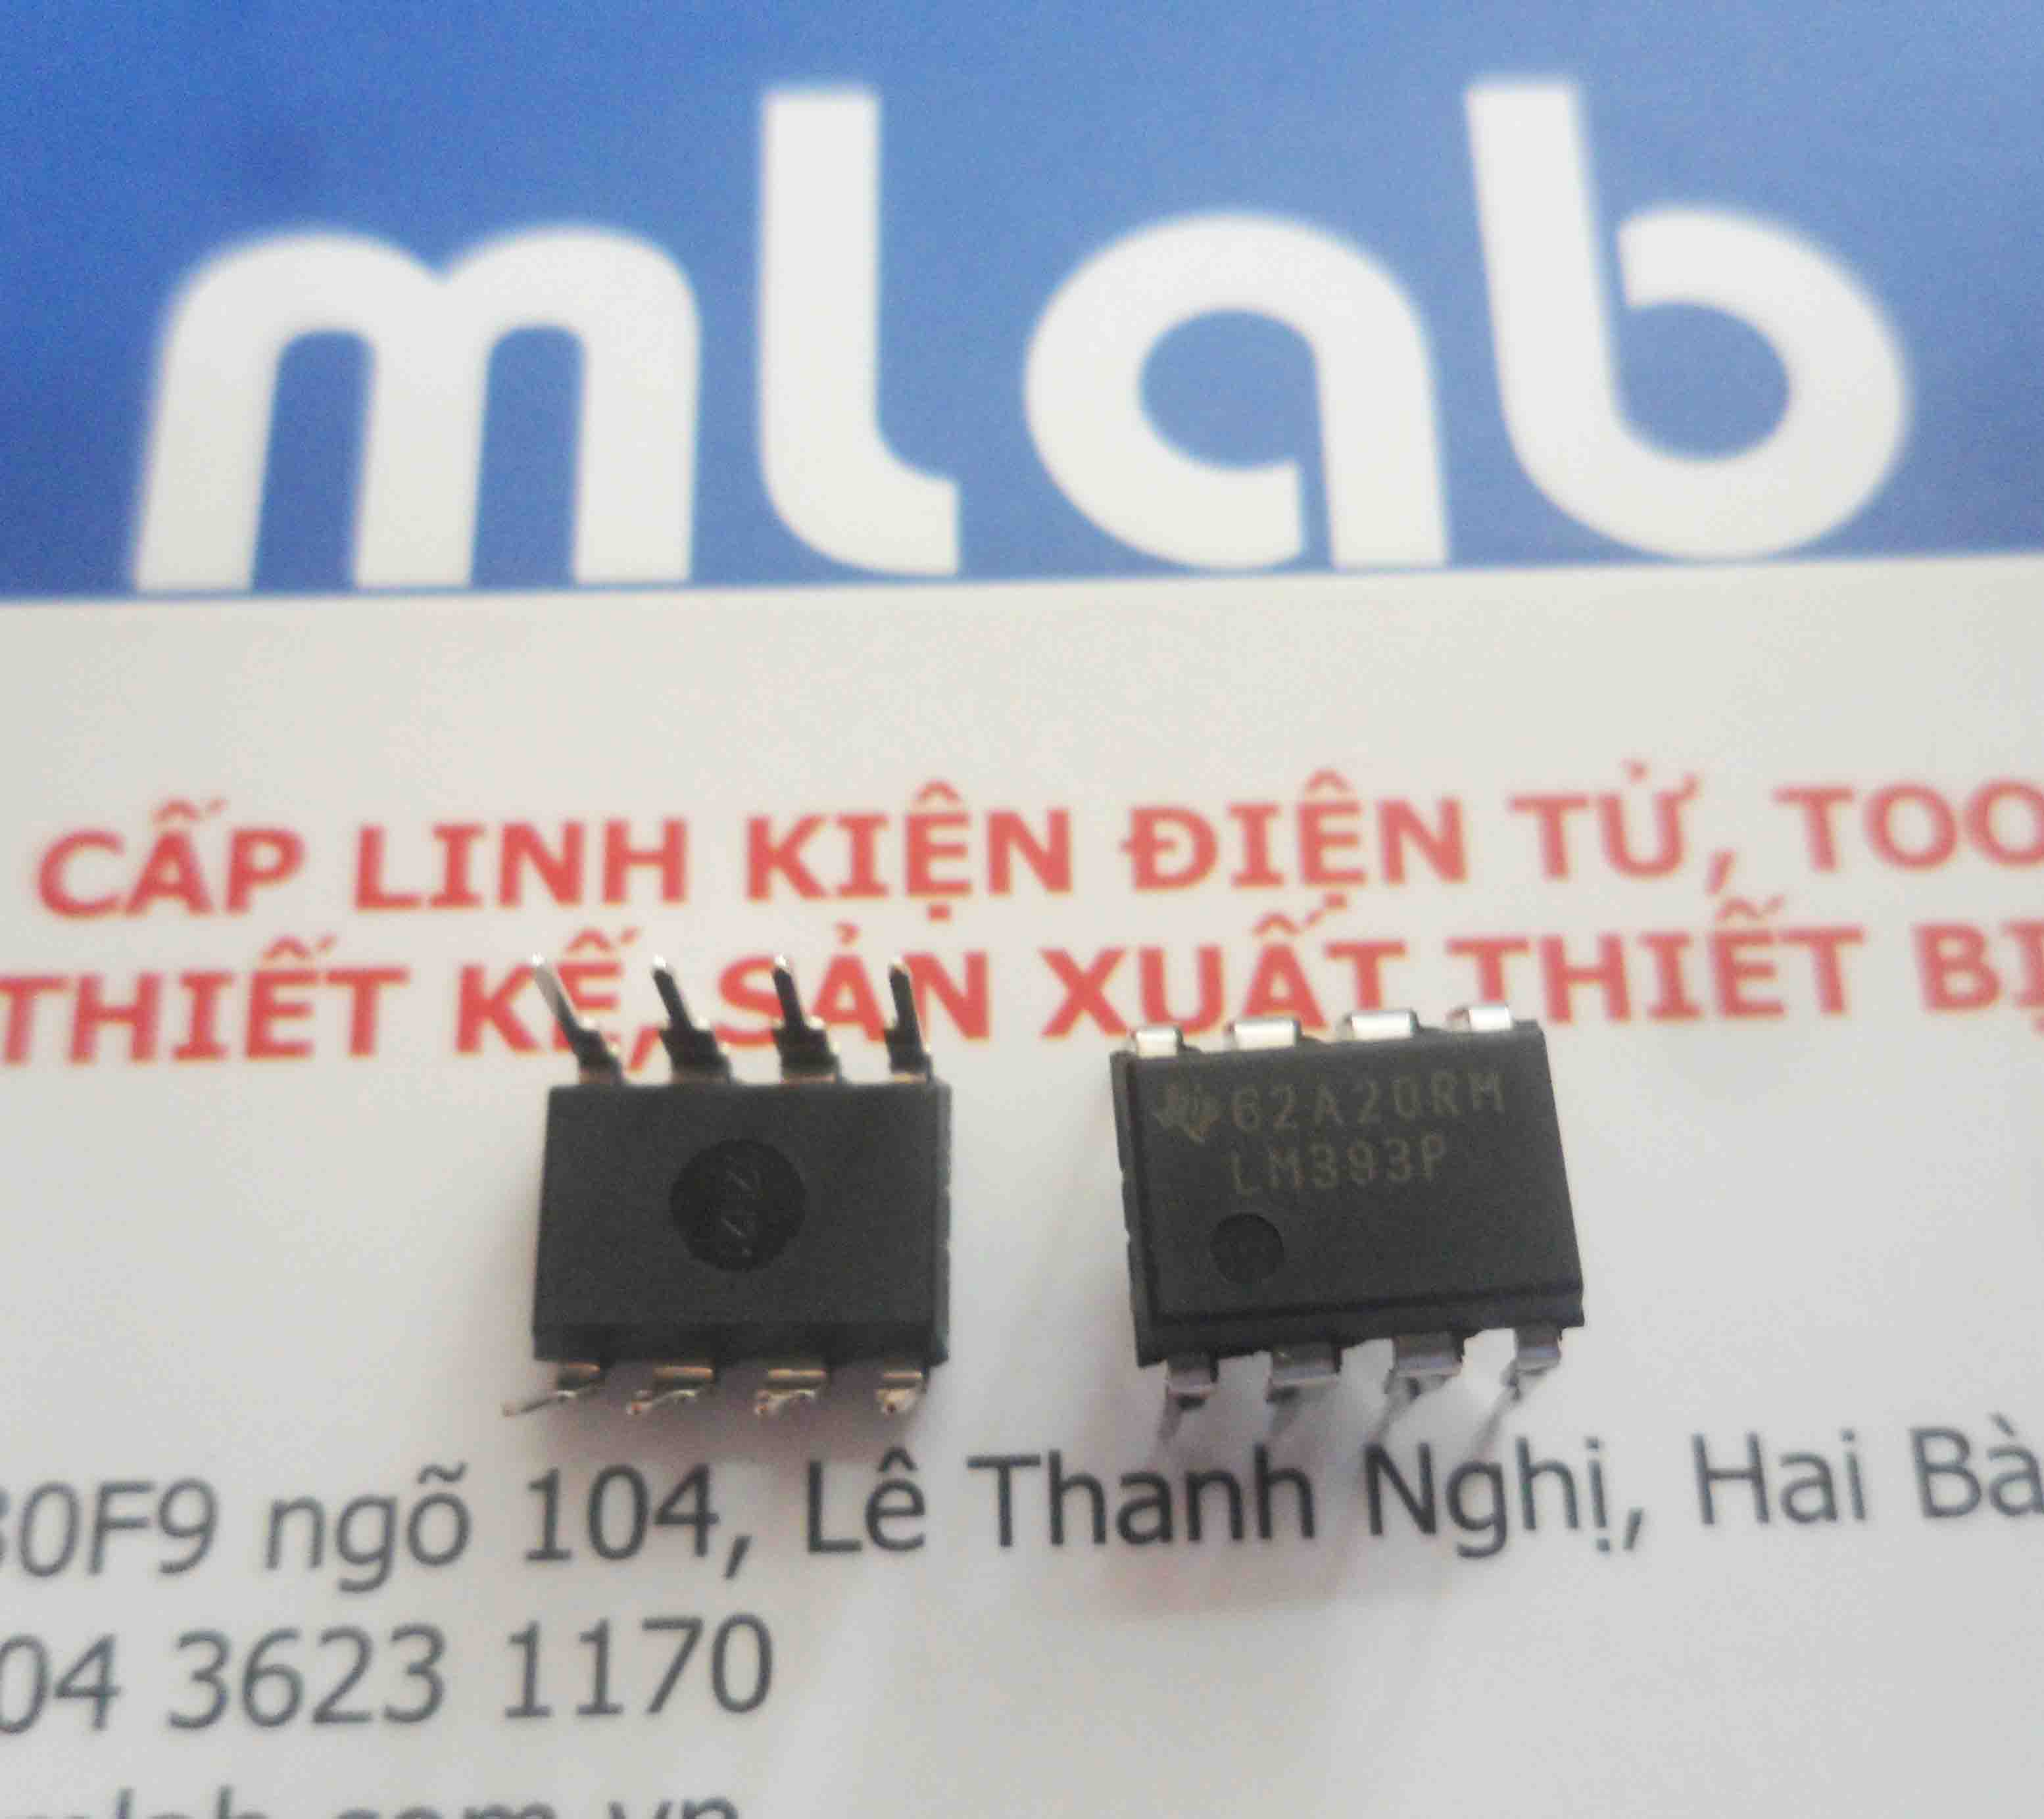 mlab
CẤP LINH KIỆN ĐIỆN TỬ, TOO
THIẾT KẾ, SẢN XUẤT THIẾT BỊ
62A20RM
LM393P
30F9 ngõ 104, Lê Thanh Nghị, Hai Bà
04 3623 1170